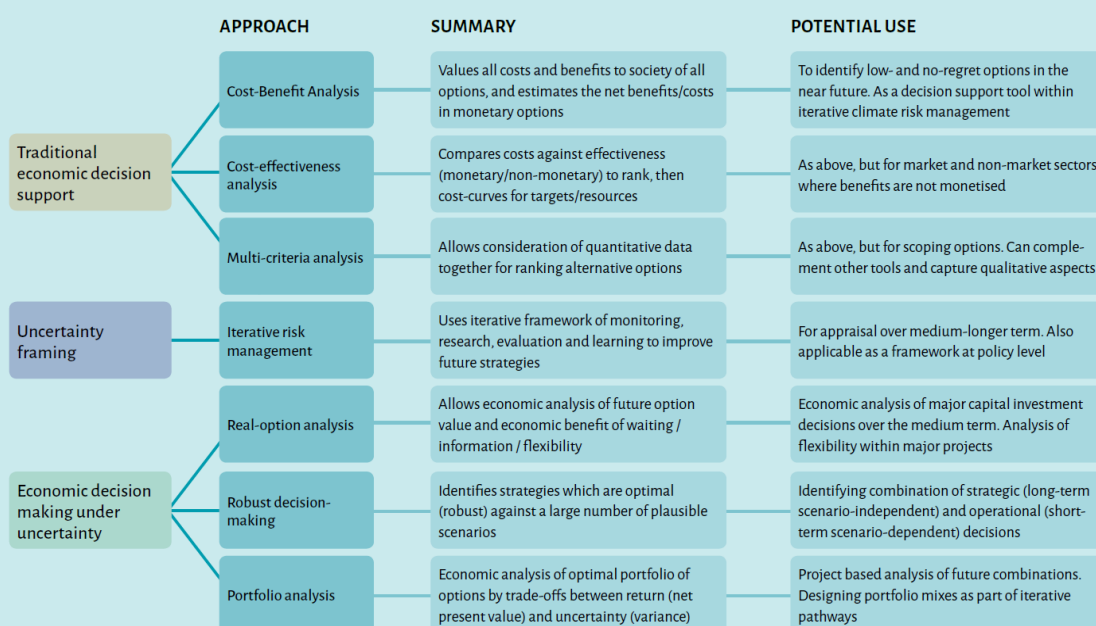 APPROACH
SUMMARY
POTENTIAL USE
Traditional
economic decision
support
Cost-Benefit Analysis
Values all costs and benefits to society of all
options, and estimates the net benefits/costs
in monetary options
To identify low- and no-regret options in the
near future. As a decision support tool within
iterative climate risk management
Cost-effectiveness
analysis
Compares costs against effectiveness
(monetary/non-monetary) to rank, then
cost-curves for targets/resources
As above, but for market and non-market sectors
where benefits are not monetised
Multi-criteria analysis
Allows consideration of quantitative data
together for ranking alternative options
As above, but for scoping options. Can comple-
ment other tools and capture qualitative aspects
Uncertainty
framing
Iterative risk
management
Uses iterative framework of monitoring,
research, evaluation and learning to improve
future strategies
For appraisal over medium-longer term. Also
applicable as a framework at policy level
Economic decision
making under
uncertainty
Real-option analysis
Allows economic analysis of future option
value and economic benefit of waiting /
information / flexibility
Economic analysis of major capital investment
decisions over the medium term. Analysis of
flexibility within major projects
Robust decision-
making
Identifies strategies which are optimal
(robust) against a large number of plausible
scenarios
Identifying combination of strategic (long-term
scenario-independent) and operational (short-
term scenario-dependent) decisions
Portfolio analysis
Economic analysis of optimal portfolio of
options by trade-offs between return (net
present value) and uncertainty (variance)
Project based analysis of future combinations.
Designing portfolio mixes as part of iterative
pathways